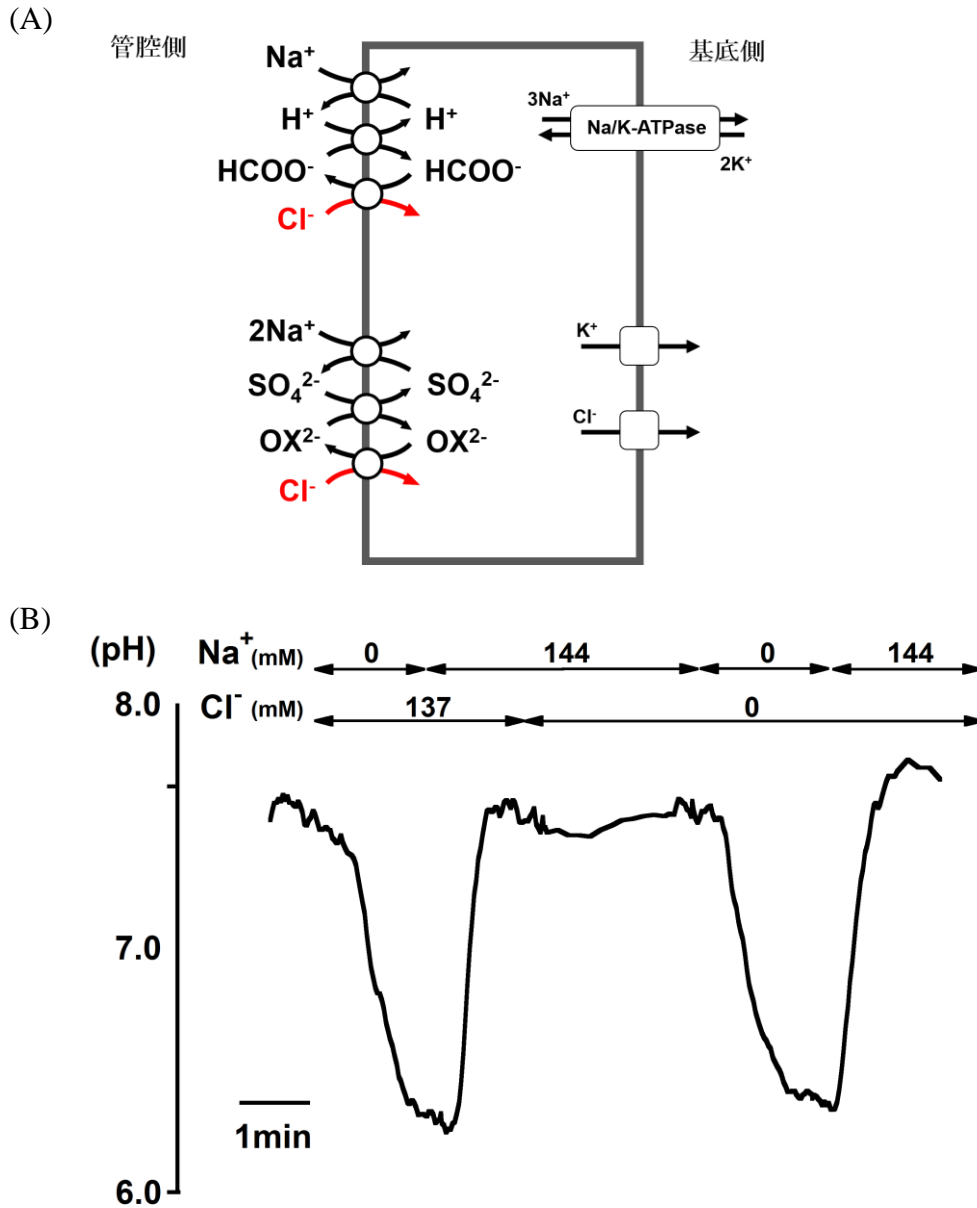 (A)
管腔側
基底側
Na⁺
H⁺ H⁺
HCOO⁻ HCOO⁻
Cl⁻
3Na⁺
Na/K-ATPase
2K⁺
2Na⁺
SO₄²⁻ SO₄²⁻
OX²⁻ OX²⁻
Cl⁻
K⁺
Cl⁻
(B)
(pH)
Na⁺ (mM) 0 144 0 144
Cl⁻ (mM) 137 0
8.0
7.0
6.0
1min